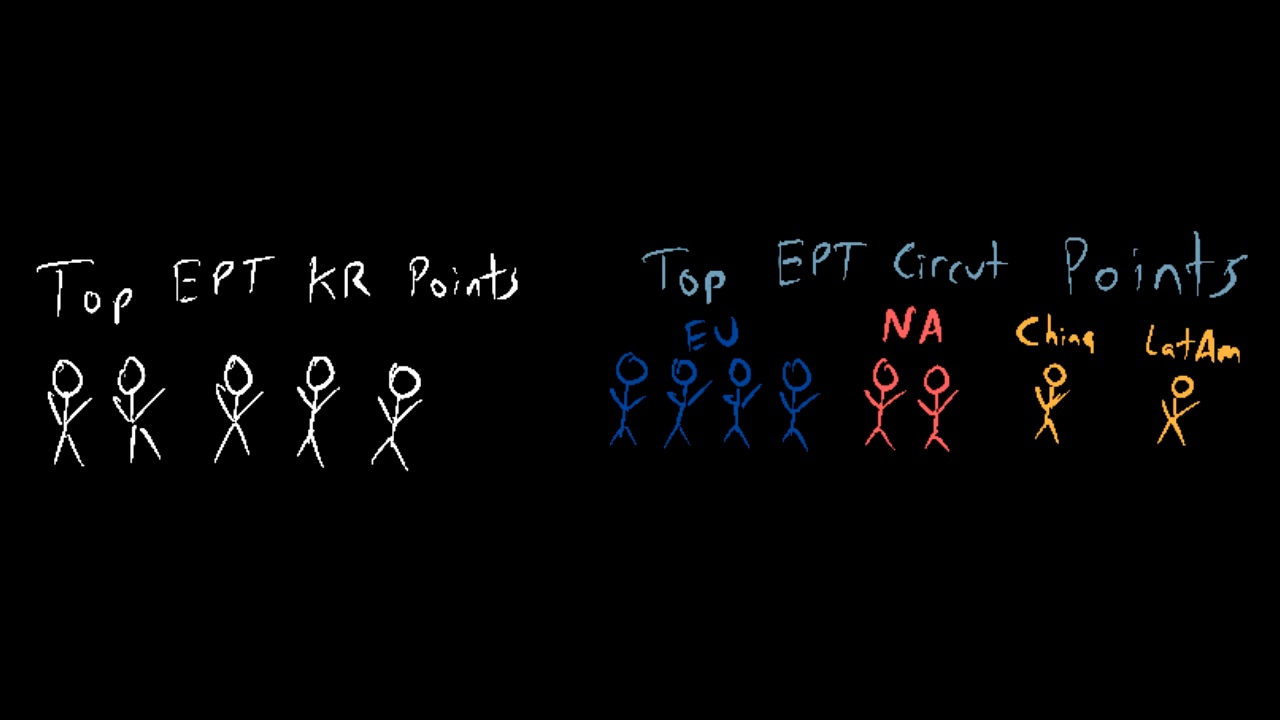 Top EPT KR Points
Top EPT Circut Points
EU
NA
China
LatAm